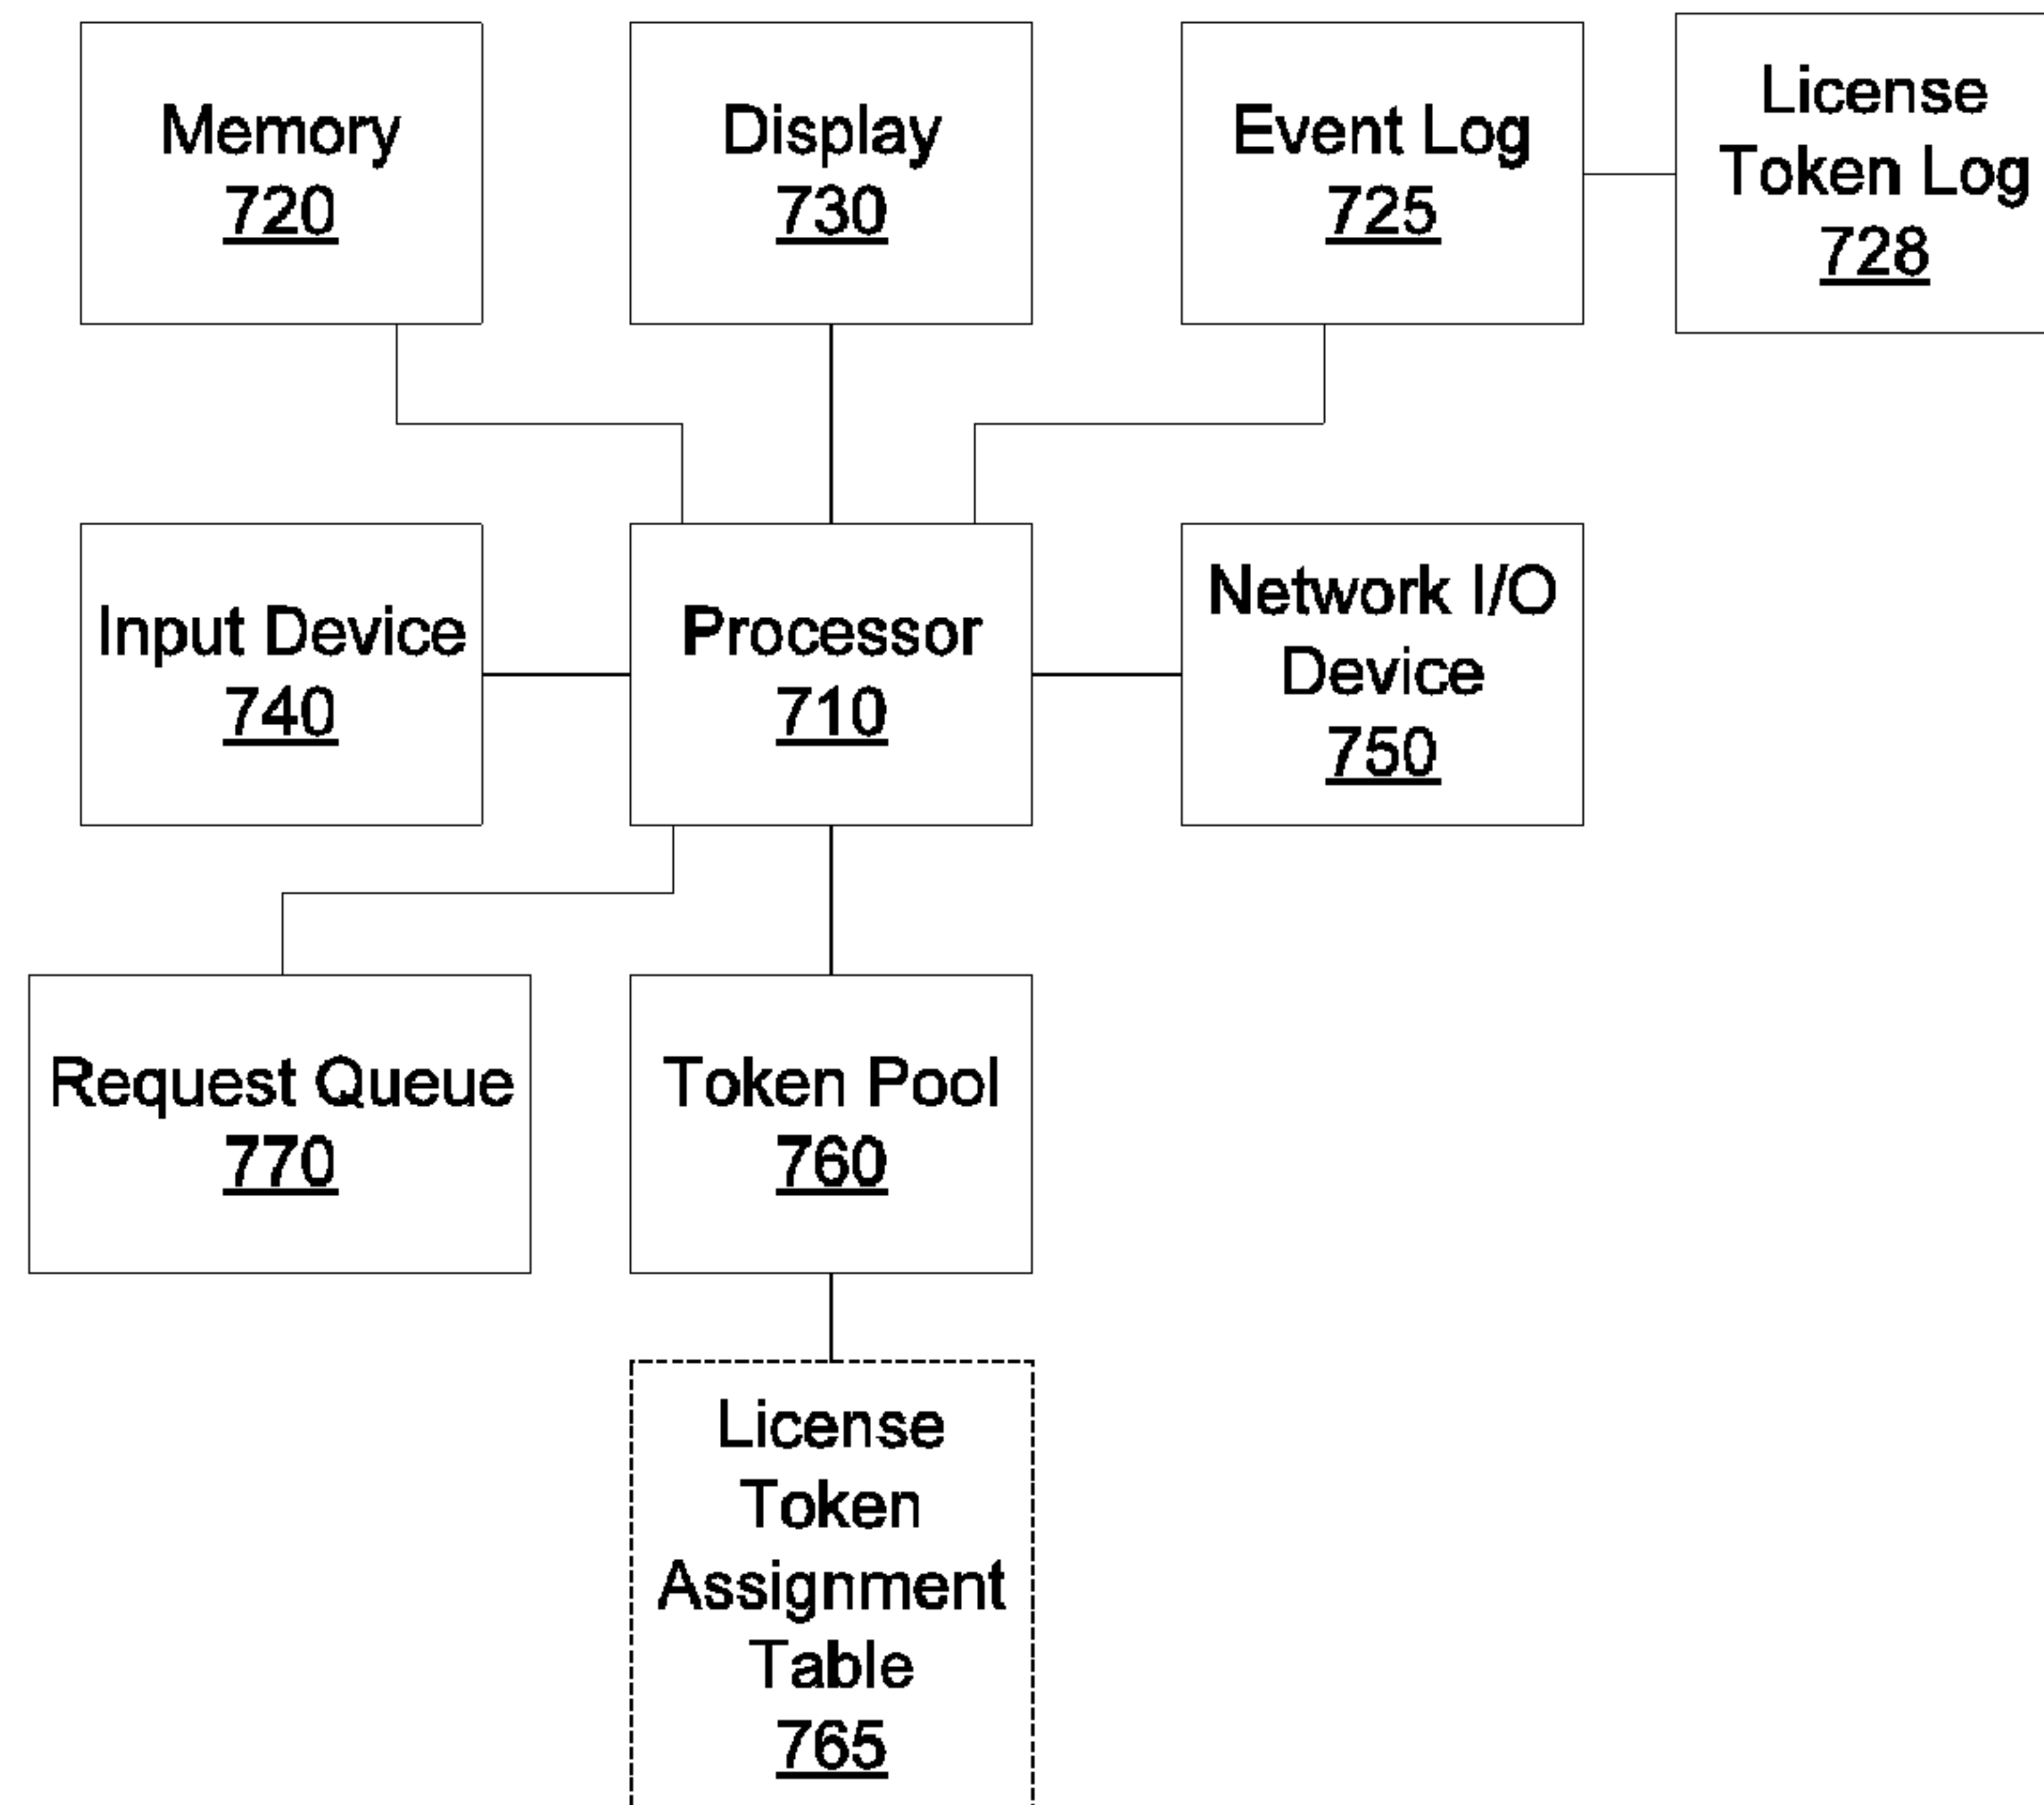 Memory
720
Display
730
Event Log
725
License
Token Log
728
Input Device
740
Processor
710
Network I/O
Device
750
Request Queue
770
Token Pool
760
License
Token
Assignment
Table
765